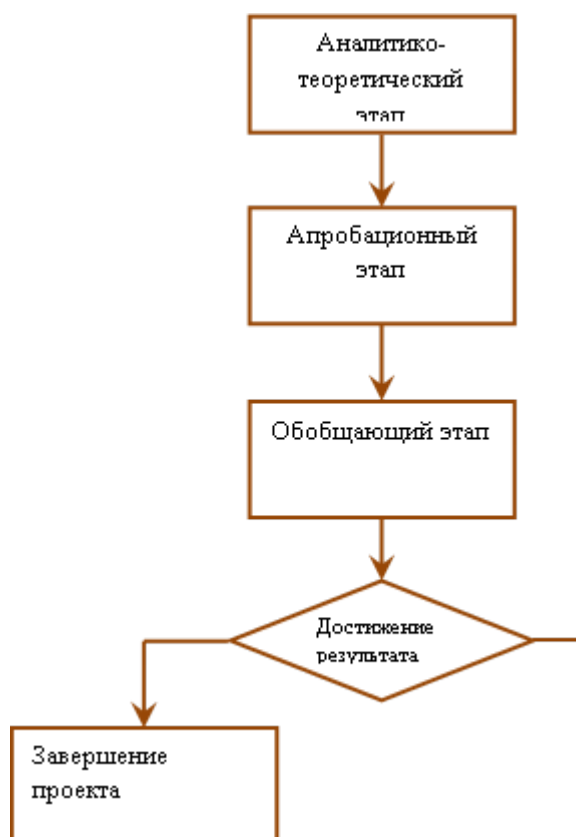 Аналитико-
теоретический
этап
Апробационный
этап
Обобщающий этап
Достижение
результата
Завершение
проекта